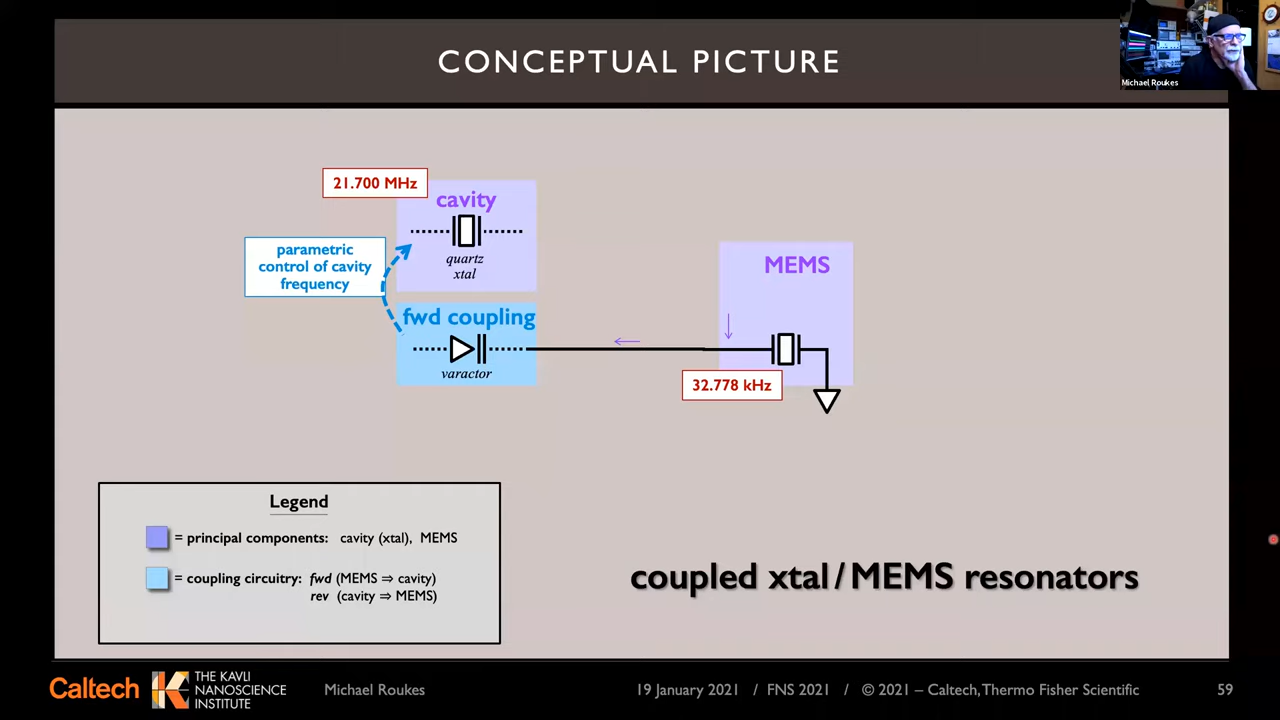 CONCEPTUAL PICTURE
Michael Roukes
21.700 MHz
cavity
quartz
xtal
parametric
control of cavity
frequency
fwd coupling
varactor
MEMS
32.778 kHz
Legend
= principal components: cavity (xtal), MEMS
= coupling circuitry: fwd (MEMS ⇒ cavity)
rev (cavity ⇒ MEMS)
coupled xtal/MEMS resonators
Caltech
THE KAVLI
NANOSCIENCE
INSTITUTE
Michael Roukes
19 January 2021 / FNS 2021 / © 2021 – Caltech, Thermo Fisher Scientific
59